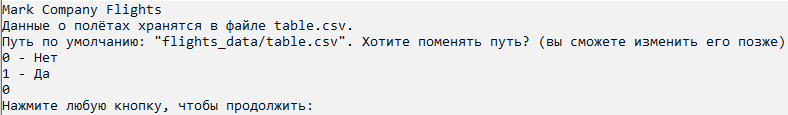 Mark Company Flights
Данные о полётах хранятся в файле table.csv.
Путь по умолчанию: "flights_data/table.csv". Хотите поменять путь? (вы сможете изменить его позже)
0 - Нет
1 - Да
0
Нажмите любую кнопку, чтобы продолжить: